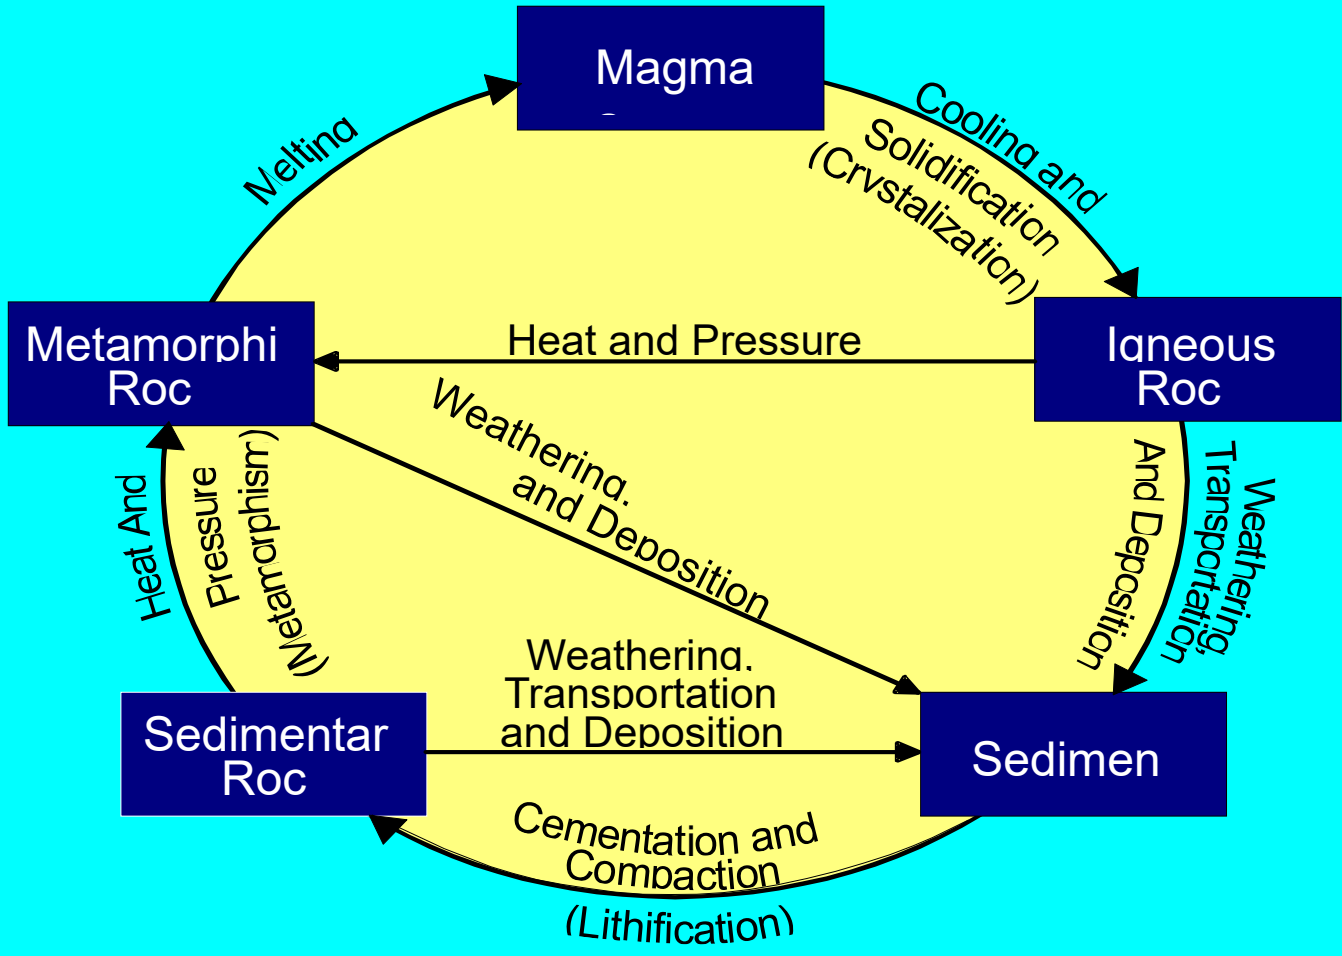 Magma
Cooling and
Solidification
(Crystalization)
Melting
Metamorphi
Roc
Heat and Pressure
Igneous
Roc
Weathering,
and Deposition
Heat And
Pressure
(Metamorphism)
Weathering,
Transportation
And Deposition
Weathering,
Transportation
and Deposition
Sedimentar
Roc
Sedimen
Cementation and
Compaction
(Lithification)